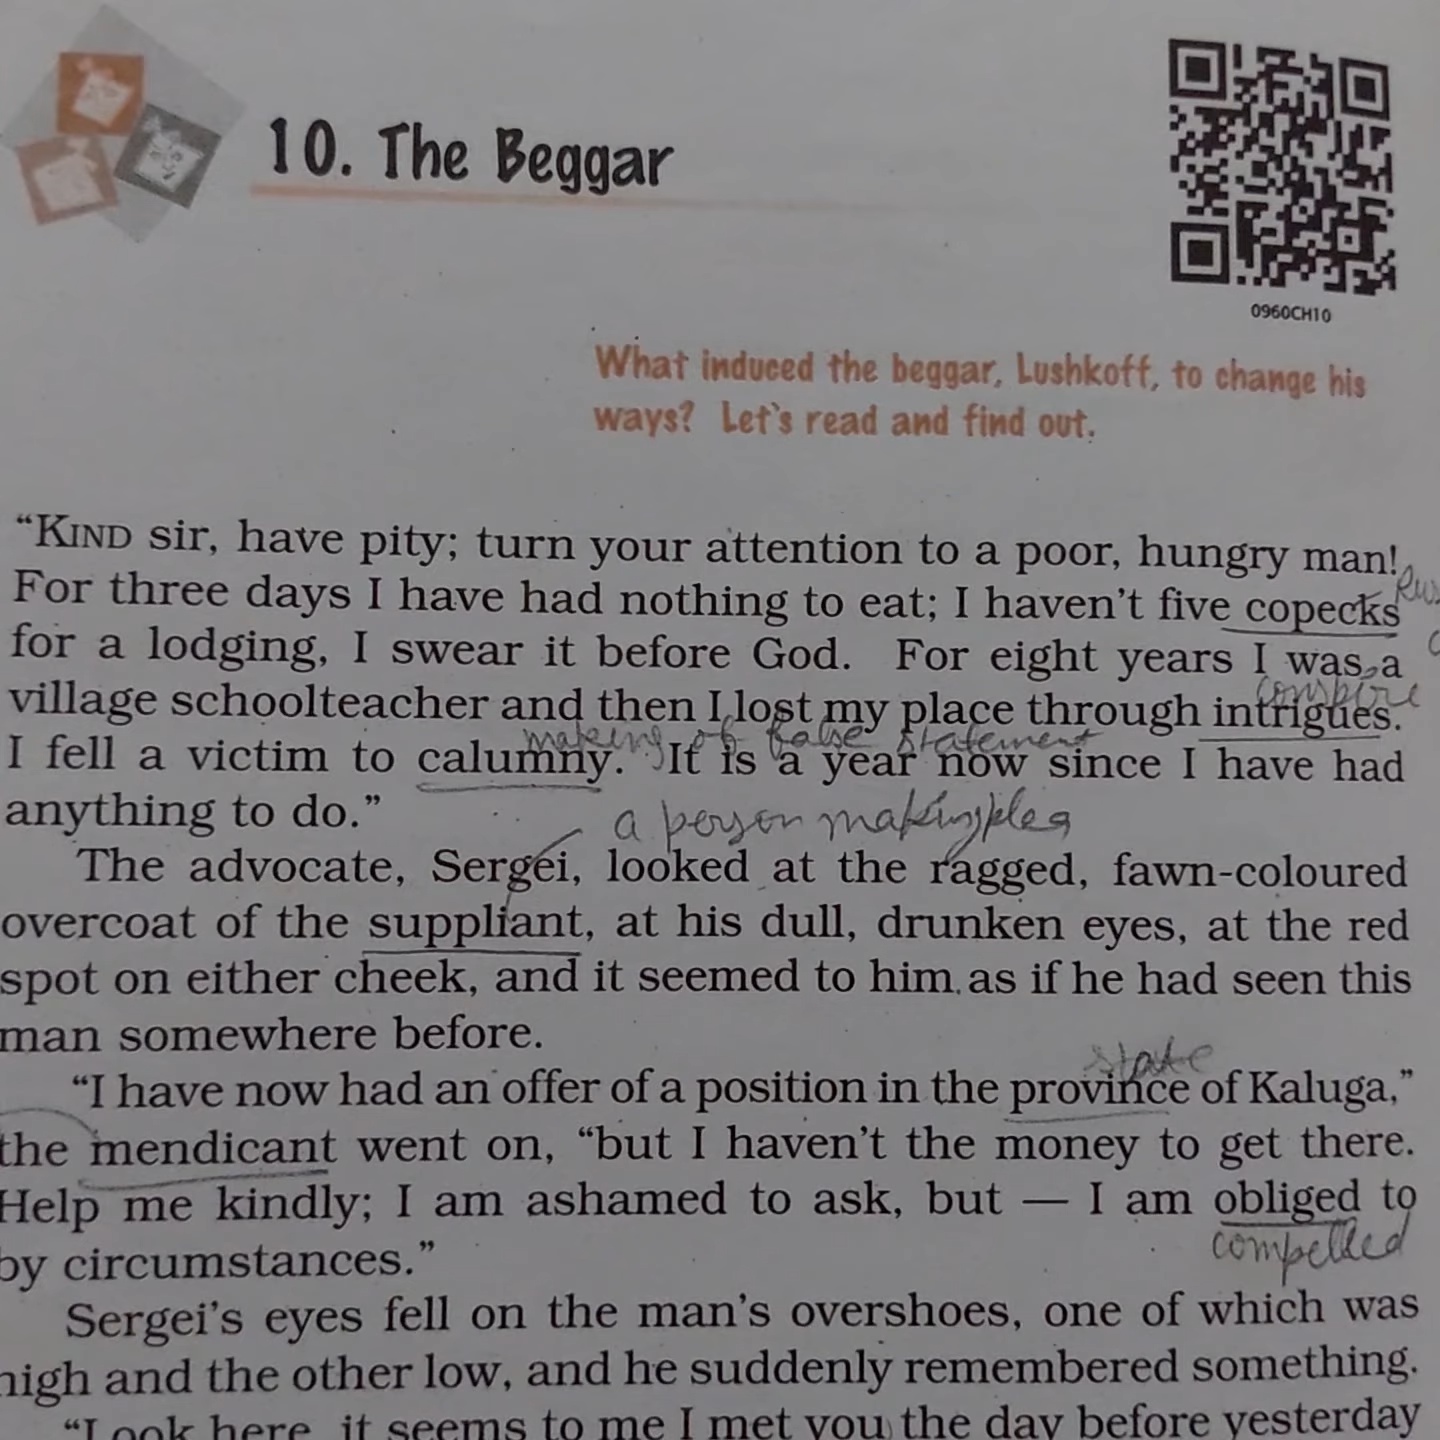 10. The Beggar
0960CH10
What induced the beggar, Lushkoff, to change his
ways? Let's read and find out.
“KIND sir, have pity; turn your attention to a poor, hungry man!
For three days I have had nothing to eat; I haven't five copecks
for a lodging, I swear it before God. For eight years I was a
conspire
village schoolteacher and then I lost my place through intrigues.
making of false statement
I fell a victim to calumny. It is a year now since I have had
anything to do.”
a person making plea
The advocate, Sergei, looked at the ragged, fawn-coloured
overcoat of the suppliant, at his dull, drunken eyes, at the red
spot on either cheek, and it seemed to him as if he had seen this
man somewhere before.
state
“I have now had an offer of a position in the province of Kaluga,”
the mendicant went on, “but I haven't the money to get there.
Help me kindly; I am ashamed to ask, but — I am obliged to
compelled
by circumstances.”
Sergei's eyes fell on the man's overshoes, one of which was
high and the other low, and he suddenly remembered something.
“Look here, it seems to me I met you the day before yesterday